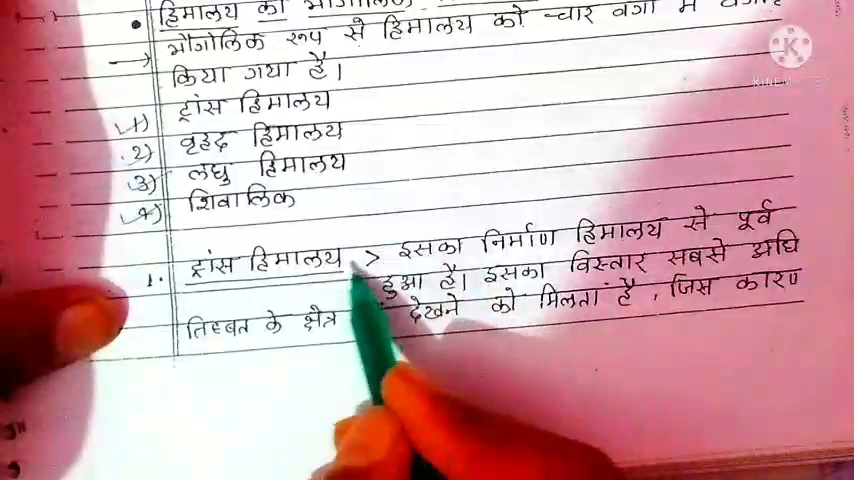 • हिमालय का भौगोलिक
→ भौगोलिक रूप से हिमालय को चार वर्गों में
किया गया है।
1) ट्रांस हिमालय
2) वृहद हिमालय
3) लघु हिमालय
4) शिवालिक
1. ट्रांस हिमालय > इसका निर्माण हिमालय से पूर्व
हुआ है। इसका विस्तार सबसे अधि
तिब्बत के क्षेत्र देखने को मिलता है, जिस कारण
KINEMASTER